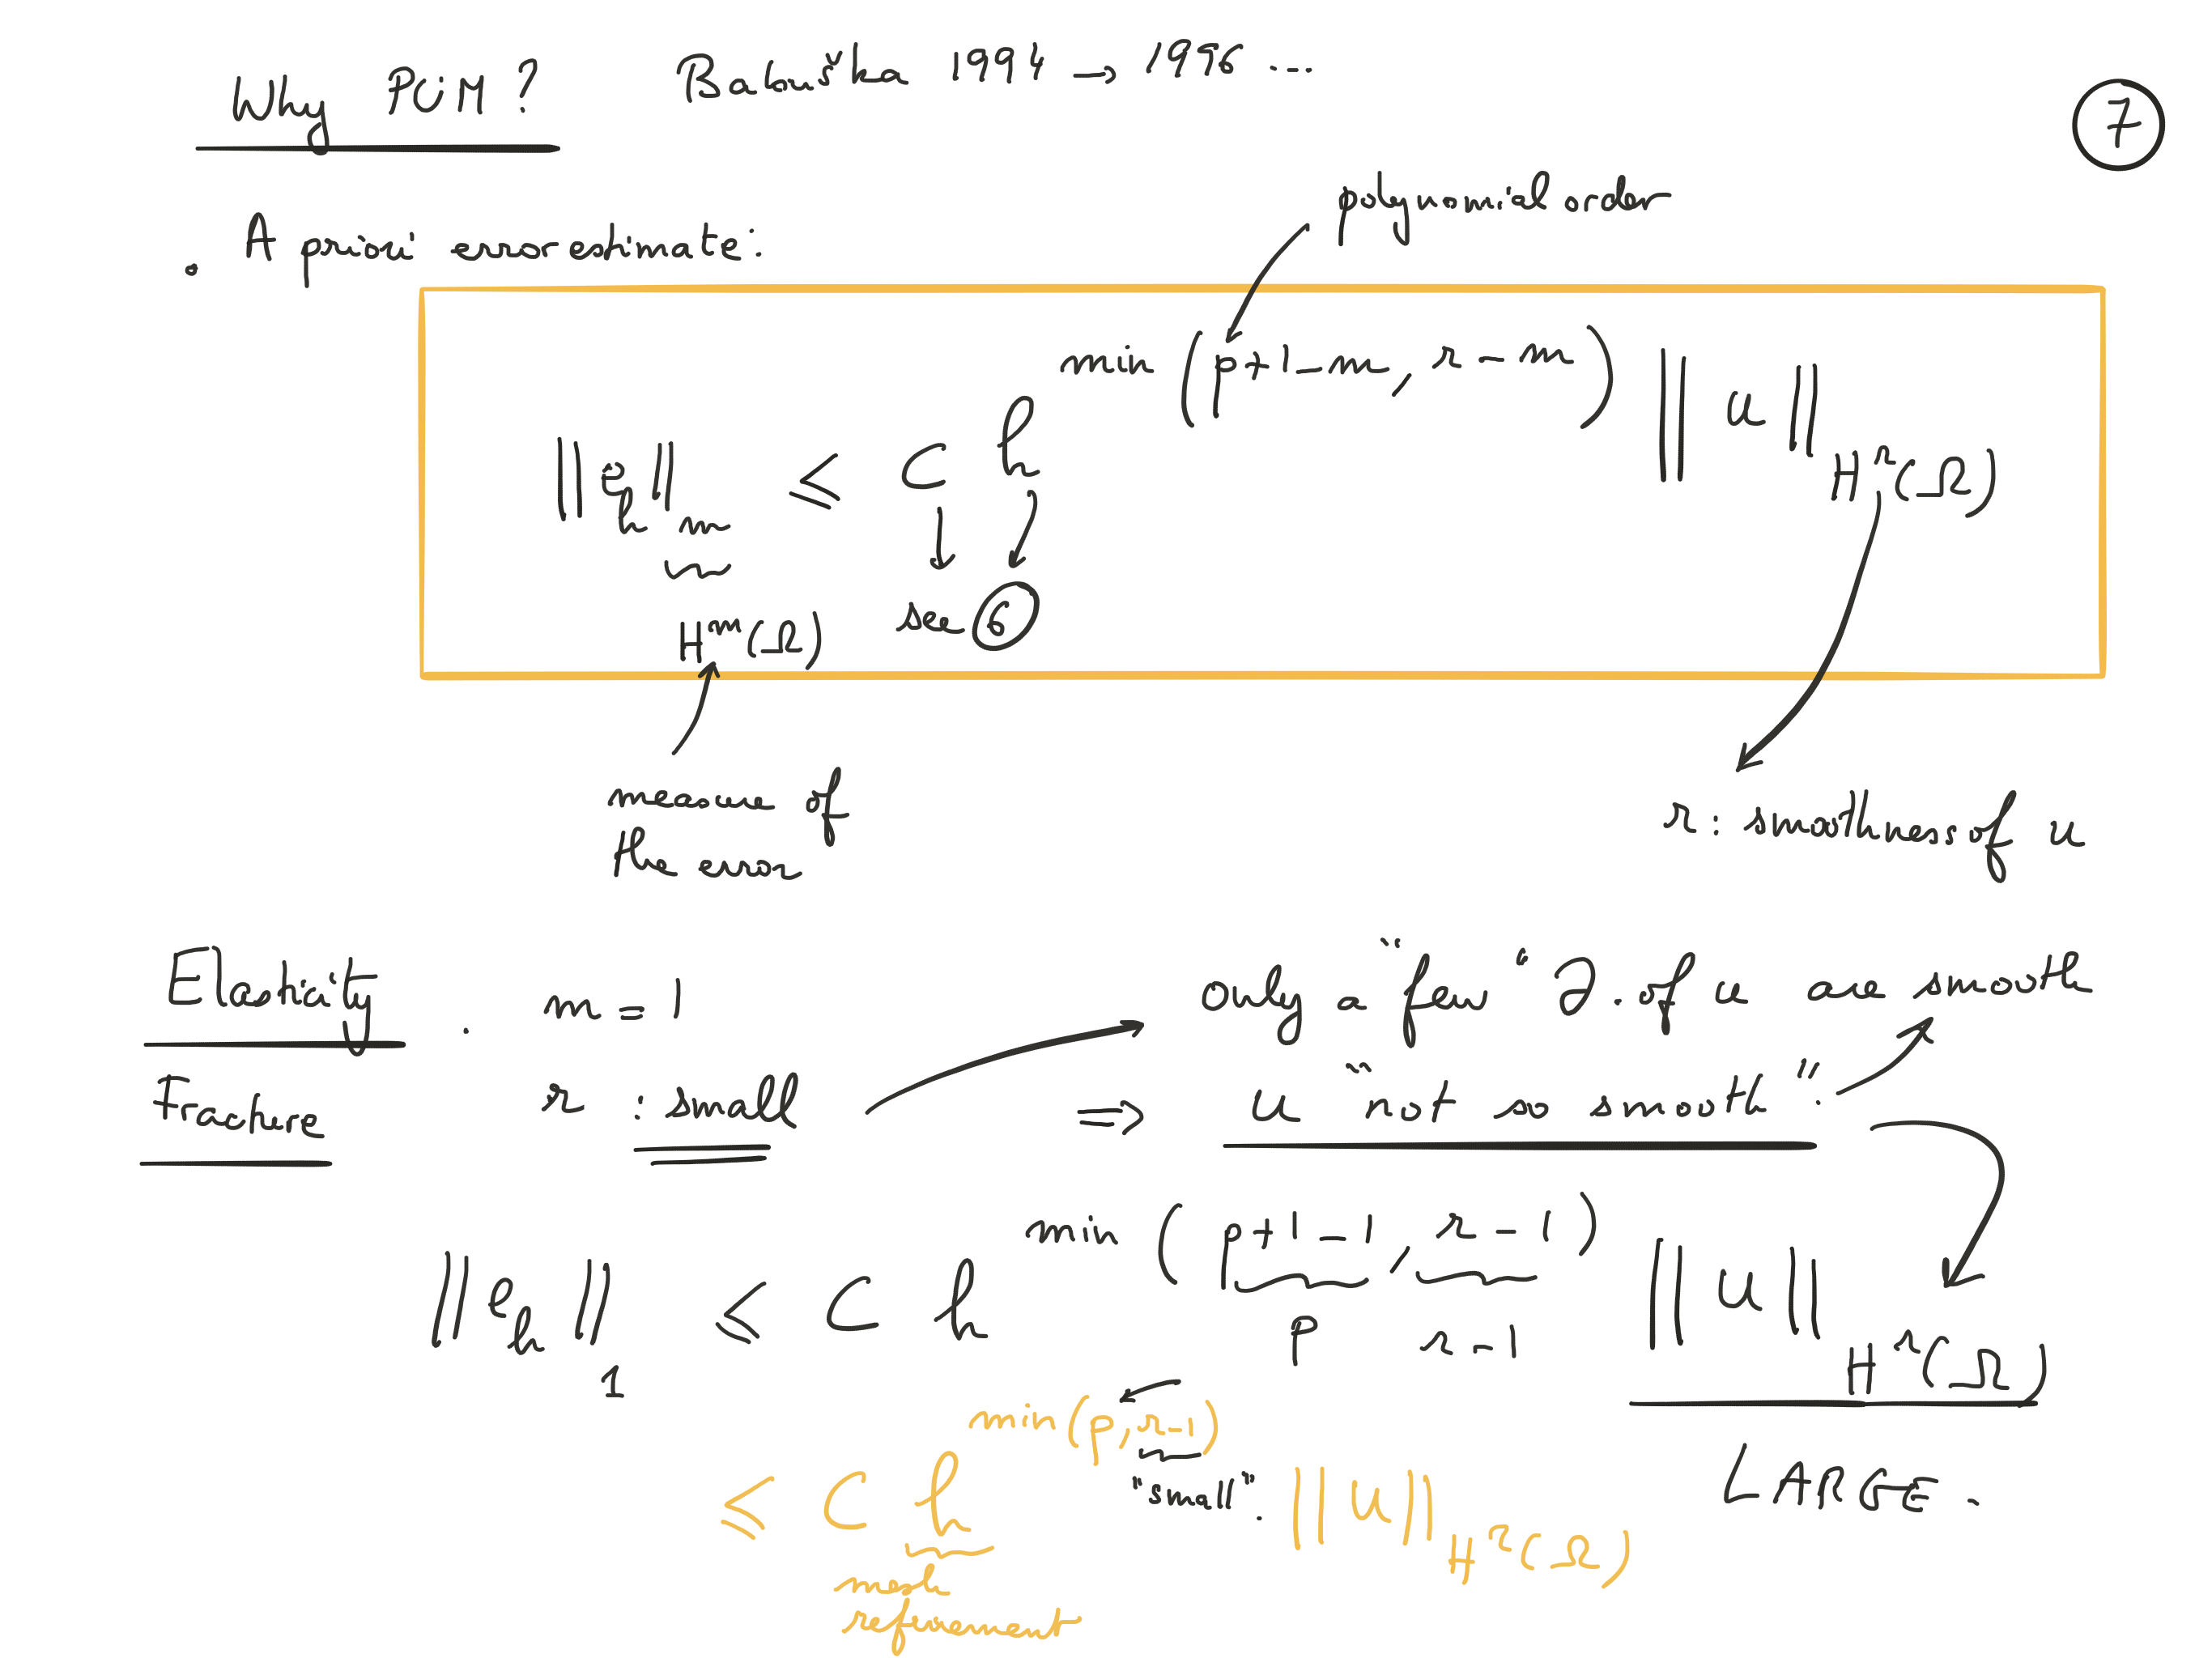 Why PUM ? Babuška 1994 → 1996 ...
7
polynomial order
. A priori error estimate:
‖e_h‖_m ≤ C h^min(p+1-m, r-m) ‖u‖_H^r(Ω)
H^m(Ω) see 6
measure of
the error
r : smoothness of u
Elasticity . m = 1 only a "few" ∂. of u are smooth
Fracture r : small ⇒ u "not so smooth".
‖e_h‖_1 ≤ C h^min(p+1-1, r-1) ‖u‖_H^r(Ω)
p r-1
LARGE.
≤ C h^min(p, r-1) ‖u‖_H^r(Ω)
"small".
mesh
refinement